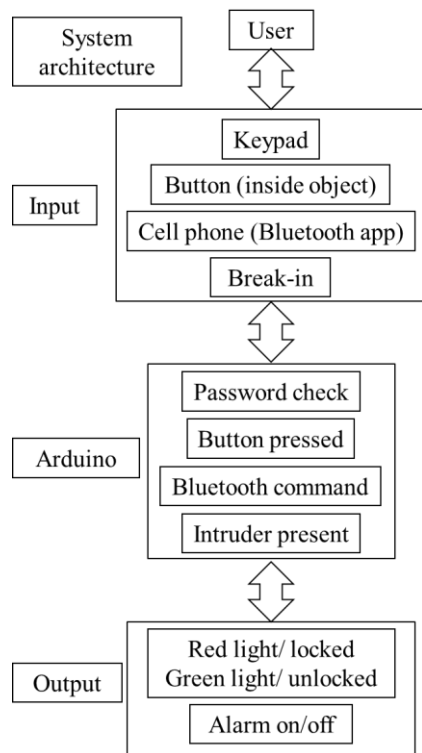 System
architecture
User
Input
Keypad
Button (inside object)
Cell phone (Bluetooth app)
Break-in
Arduino
Password check
Button pressed
Bluetooth command
Intruder present
Output
Red light/ locked
Green light/ unlocked
Alarm on/off